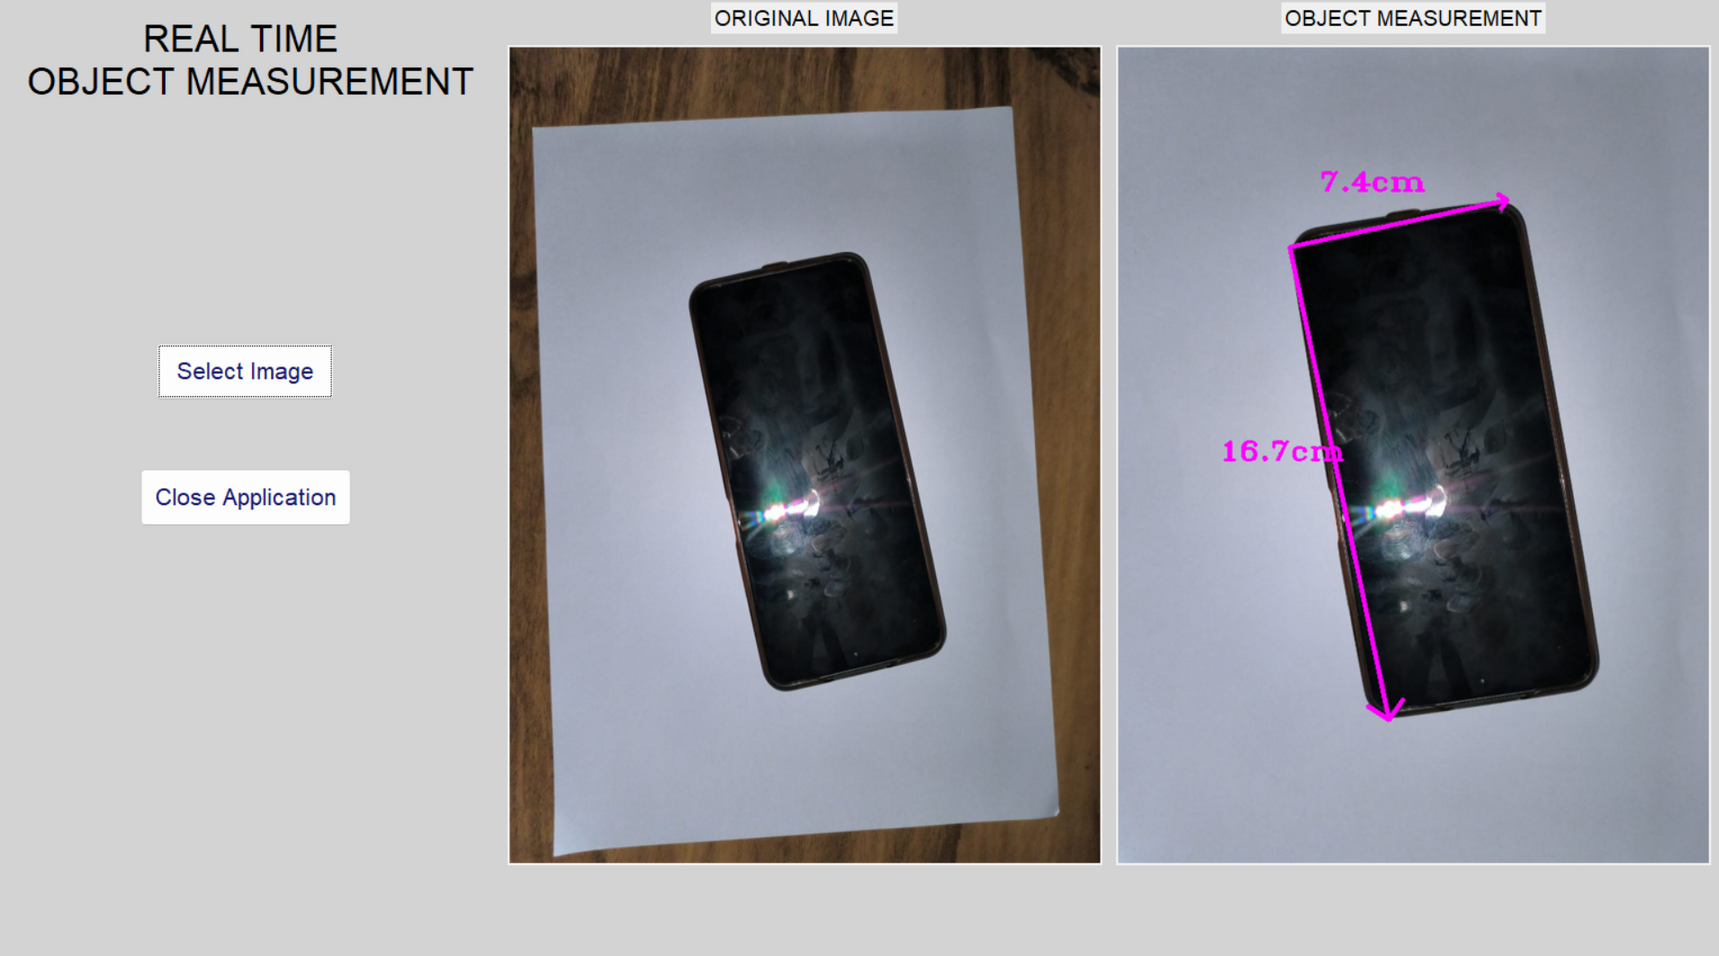 REAL TIME
OBJECT MEASUREMENT
Select Image
Close Application
ORIGINAL IMAGE
OBJECT MEASUREMENT
7.4cm
16.7cm